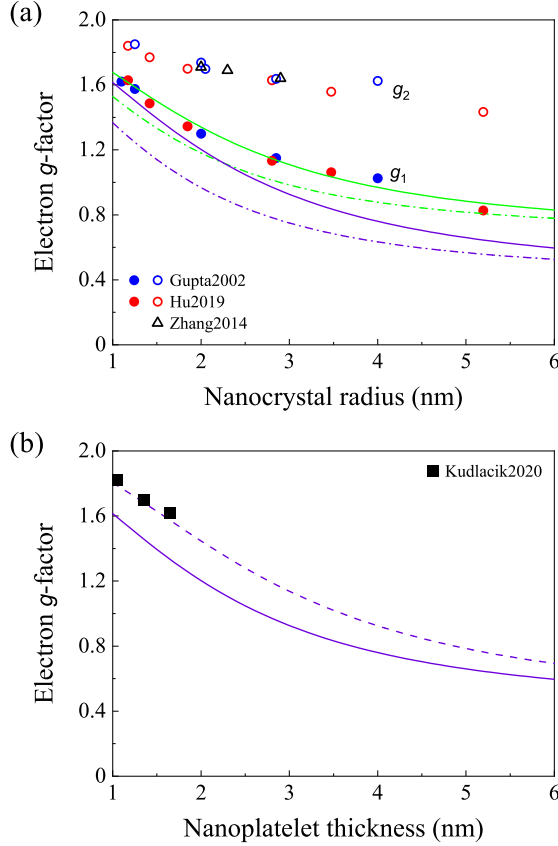 (a)
2.0
1.6
1.2
0.8
0.4
0
Electron g-factor
g2
g1
Gupta2002
Hu2019
Zhang2014
1 2 3 4 5 6
Nanocrystal radius (nm)
(b)
2.0
1.6
1.2
0.8
0.4
0
Electron g-factor
Kudlacik2020
1 2 3 4 5 6
Nanoplatelet thickness (nm)